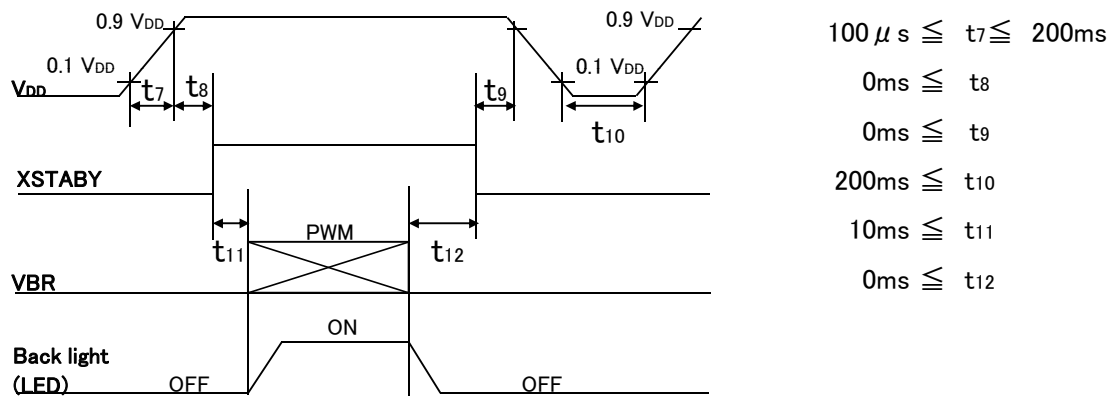 0.9 VDD
0.9 VDD
0.1 VDD
0.1 VDD
VDD
t7
t8
t9
t10
XSTABY
t11
PWM
t12
VBR
ON
Back light
(LED)
OFF
OFF
100μs ≦ t7≦ 200ms
0ms ≦ t8
0ms ≦ t9
200ms ≦ t10
10ms ≦ t11
0ms ≦ t12